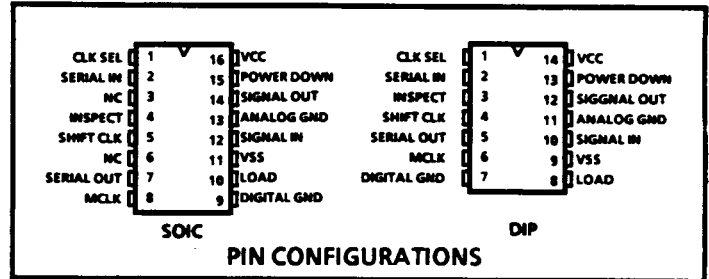 CLK SEL 1 16 VCC
SERIAL IN 2 15 POWER DOWN
NC 3 14 SIGNAL OUT
INSPECT 4 13 ANALOG GND
SHIFT CLK 5 12 SIGNAL IN
NC 6 11 VSS
SERIAL OUT 7 10 LOAD
MCLK 8 9 DIGITAL GND
SOIC
CLK SEL 1 14 VCC
SERIAL IN 2 13 POWER DOWN
INSPECT 3 12 SIGGNAL OUT
SHIFT CLK 4 11 ANALOG GND
SERIAL OUT 5 10 SIGNAL IN
MCLK 6 9 VSS
DIGITAL GND 7 8 LOAD
DIP
PIN CONFIGURATIONS